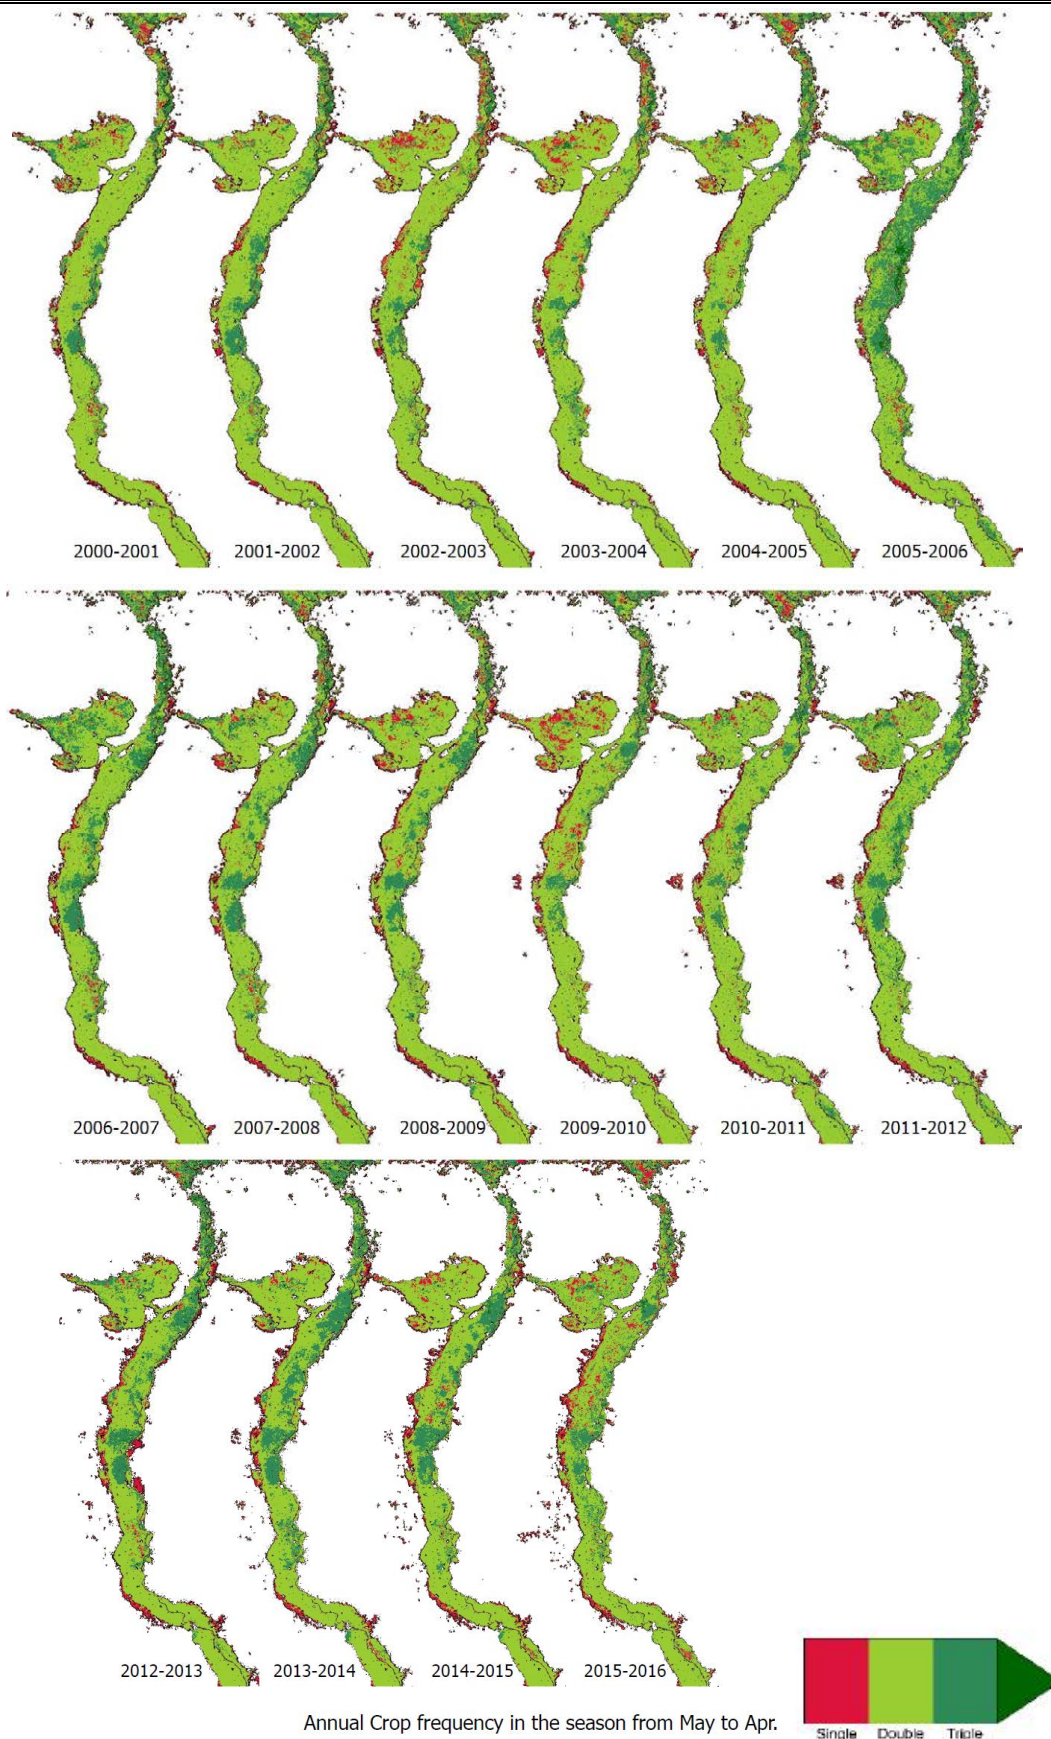 2000-2001 2001-2002 2002-2003 2003-2004 2004-2005 2005-2006
2006-2007 2007-2008 2008-2009 2009-2010 2010-2011 2011-2012
2012-2013 2013-2014 2014-2015 2015-2016
Annual Crop frequency in the season from May to Apr.
Single Double Triple